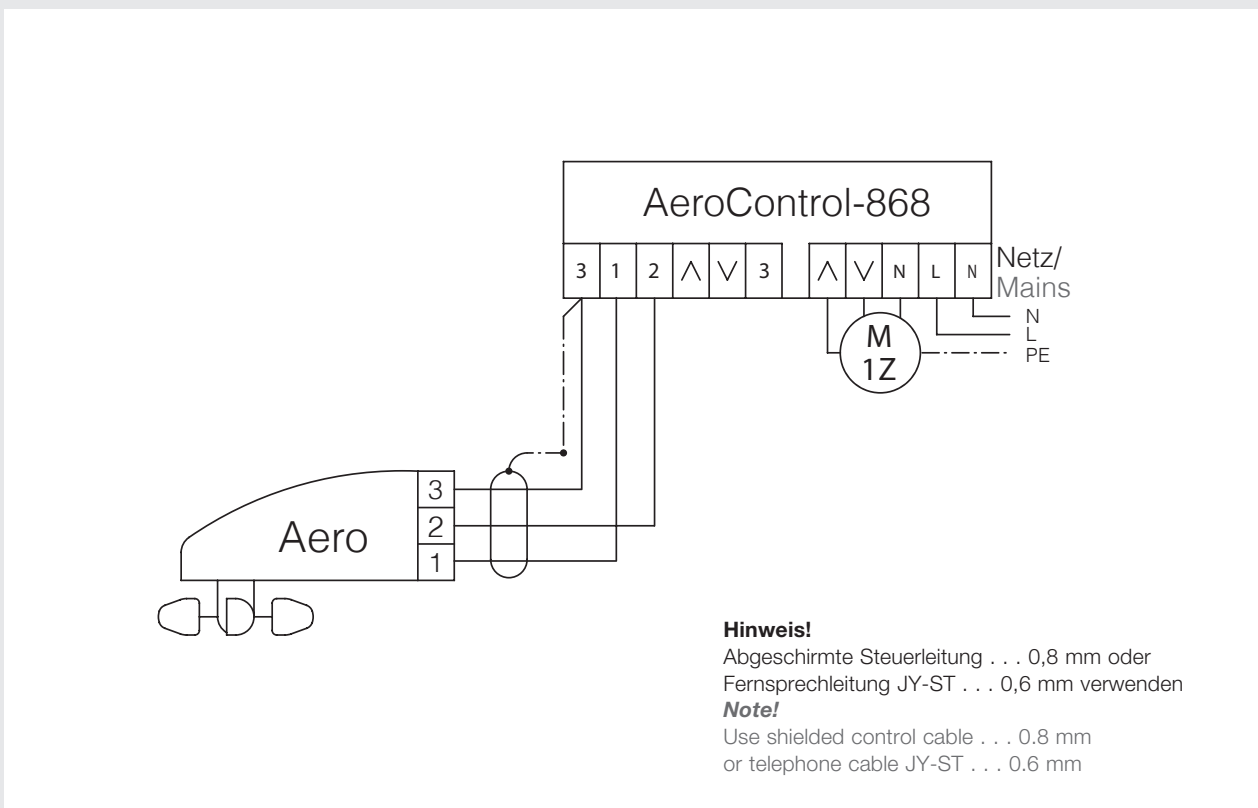 AeroControl-868
3 1 2 ⋀ ⋁ 3 ⋀ ⋁ N L N
Netz/
Mains
N
L
PE
M
1Z
3
2
1
Aero
Hinweis!
Abgeschirmte Steuerleitung . . . 0,8 mm oder
Fernsprechleitung JY-ST . . . 0,6 mm verwenden
Note!
Use shielded control cable . . . 0.8 mm
or telephone cable JY-ST . . . 0.6 mm